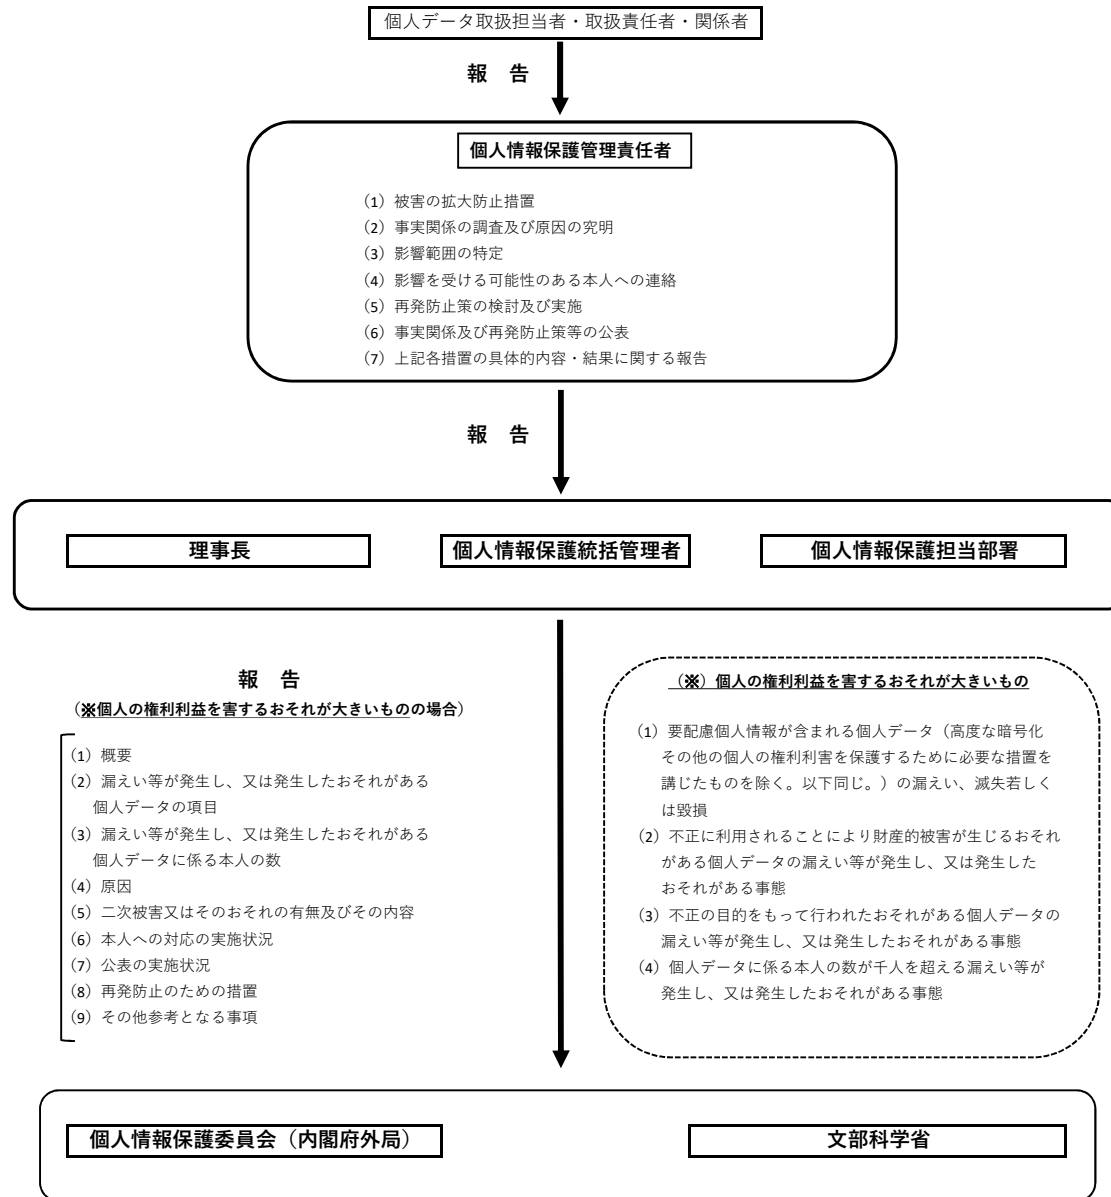 個人データ取扱担当者・取扱責任者・関係者
報　告
個人情報保護管理責任者
（1）被害の拡大防止措置
（2）事実関係の調査及び原因の究明
（3）影響範囲の特定
（4）影響を受ける可能性のある本人への連絡
（5）再発防止策の検討及び実施
（6）事実関係及び再発防止策等の公表
（7）上記各措置の具体的内容・結果に関する報告
報　告
理事長
個人情報保護統括管理者
個人情報保護担当部署
報　告
（※個人の権利利益を害するおそれが大きいものの場合）
（1）概要
（2）漏えい等が発生し、又は発生したおそれがある
個人データの項目
（3）漏えい等が発生し、又は発生したおそれがある
個人データに係る本人の数
（4）原因
（5）二次被害又はそのおそれの有無及びその内容
（6）本人への対応の実施状況
（7）公表の実施状況
（8）再発防止のための措置
（9）その他参考となる事項
（※）個人の権利利益を害するおそれが大きいもの
（1）要配慮個人情報が含まれる個人データ（高度な暗号化
その他の個人の権利利害を保護するために必要な措置を
講じたものを除く。以下同じ。）の漏えい、滅失若しく
は毀損
（2）不正に利用されることにより財産的被害が生じるおそれ
がある個人データの漏えい等が発生し、又は発生した
おそれがある事態
（3）不正の目的をもって行われたおそれがある個人データの
漏えい等が発生し、又は発生したおそれがある事態
（4）個人データに係る本人の数が千人を超える漏えい等が
発生し、又は発生したおそれがある事態
個人情報保護委員会（内閣府外局）
文部科学省